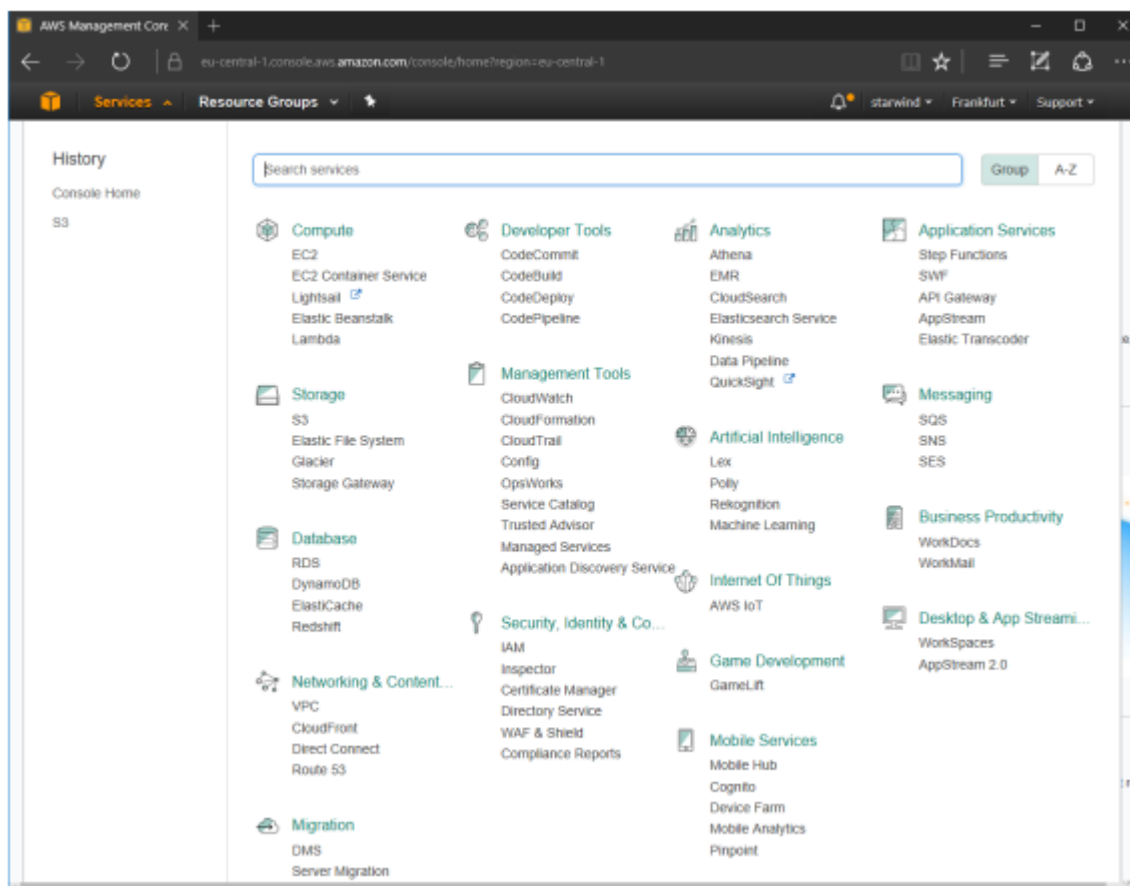 AWS Management Con
eu-central-1.console.aws.amazon.com/console/home?region=eu-central-1
Services
Resource Groups
starwind
Frankfurt
Support
History
Console Home
S3
Search services
Group
A-Z
Compute
EC2
EC2 Container Service
Lightsail
Elastic Beanstalk
Lambda
Storage
S3
Elastic File System
Glacier
Storage Gateway
Database
RDS
DynamoDB
ElastiCache
Redshift
Networking & Content...
VPC
CloudFront
Direct Connect
Route 53
Migration
DMS
Server Migration
Developer Tools
CodeCommit
CodeBuild
CodeDeploy
CodePipeline
Management Tools
CloudWatch
CloudFormation
CloudTrail
Config
OpsWorks
Service Catalog
Trusted Advisor
Managed Services
Application Discovery Service
Security, Identity & Co...
IAM
Inspector
Certificate Manager
Directory Service
WAF & Shield
Compliance Reports
Analytics
Athena
EMR
CloudSearch
Elasticsearch Service
Kinesis
Data Pipeline
QuickSight
Artificial Intelligence
Lex
Polly
Rekognition
Machine Learning
Internet Of Things
AWS IoT
Game Development
GameLift
Mobile Services
Mobile Hub
Cognito
Device Farm
Mobile Analytics
Pinpoint
Application Services
Step Functions
SWF
API Gateway
AppStream
Elastic Transcoder
Messaging
SQS
SNS
SES
Business Productivity
WorkDocs
WorkMail
Desktop & App Streami...
WorkSpaces
AppStream 2.0